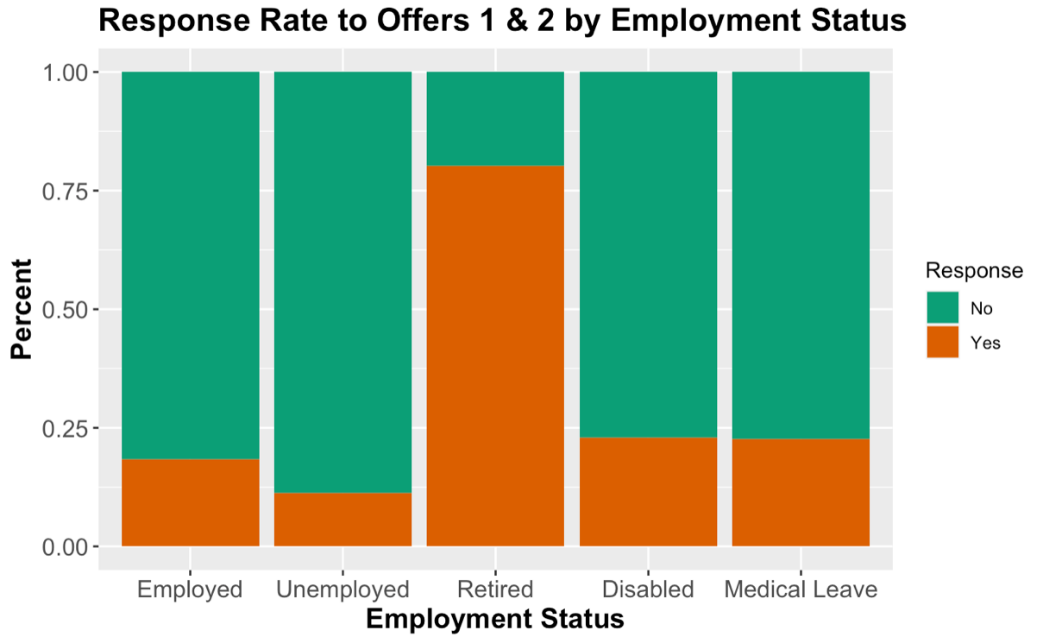 Response Rate to Offers 1 & 2 by Employment Status
1.00
0.75
0.50
0.25
0.00
Percent
Employed Unemployed Retired Disabled Medical Leave
Employment Status
Response
No
Yes